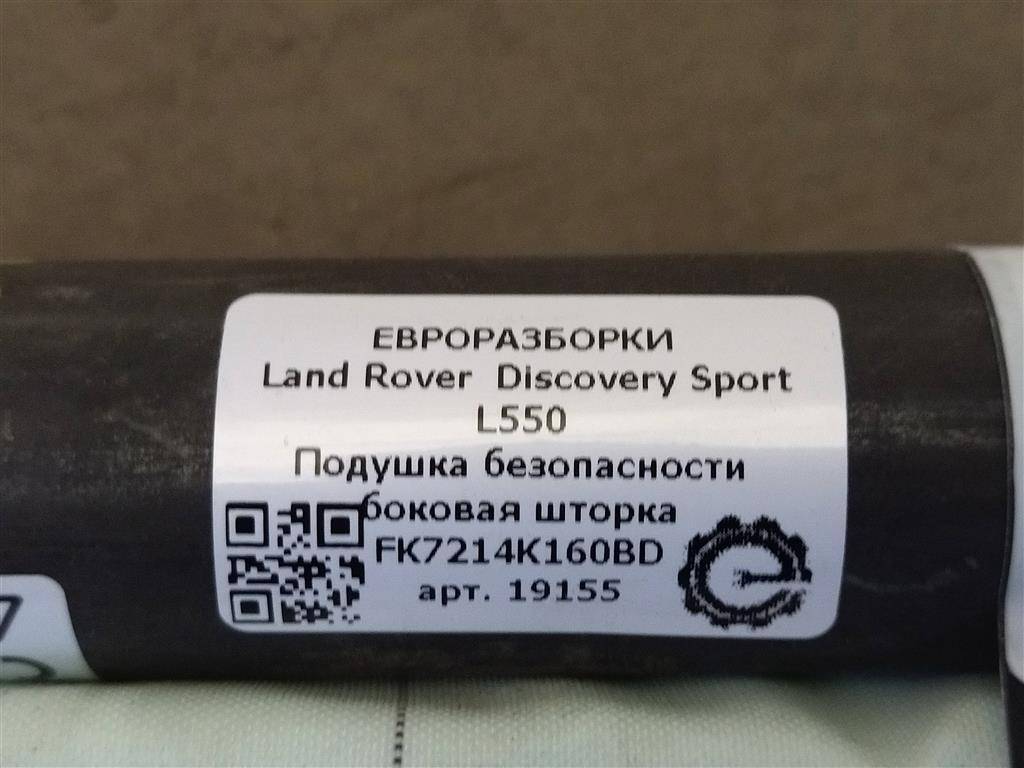 ЕВРОРАЗБОРКИ
Land Rover Discovery Sport
L550
Подушка безопасности
боковая шторка
FK7214K160BD
арт. 19155